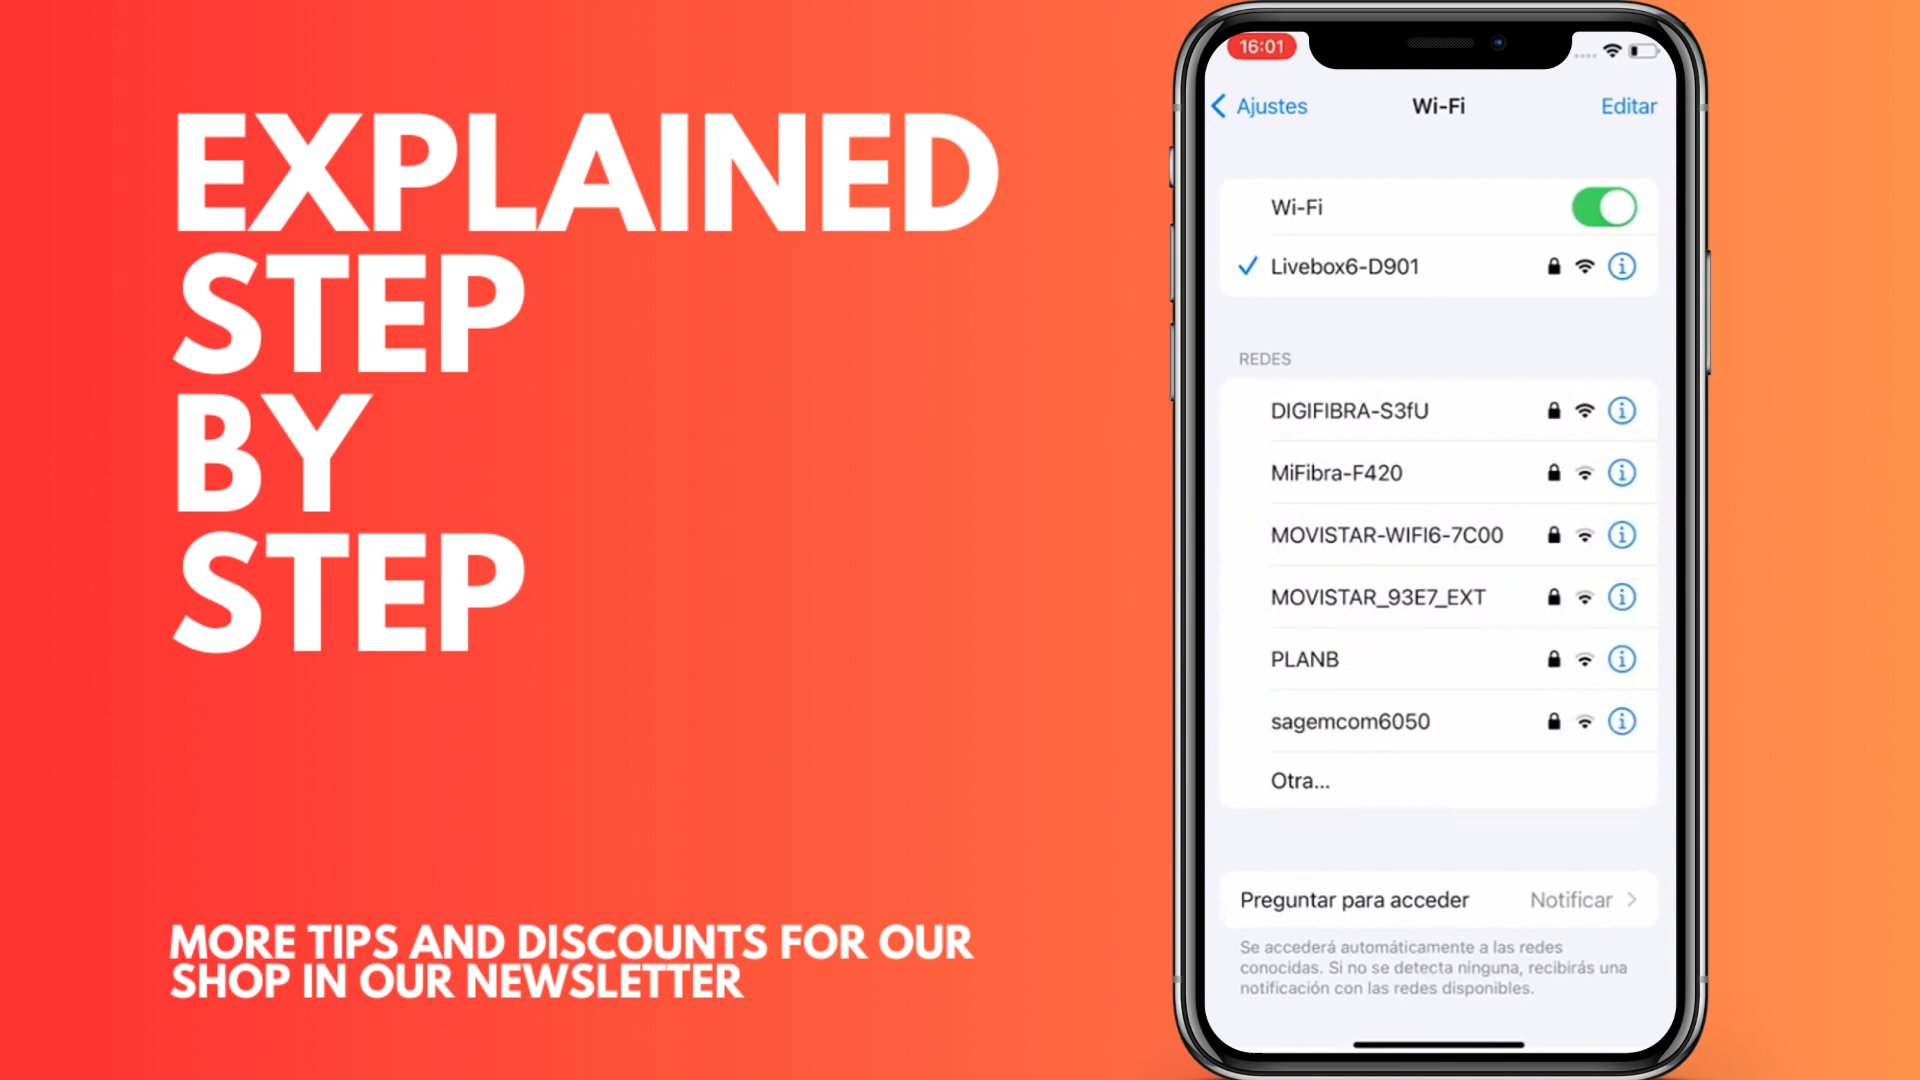 EXPLAINED
STEP
BY
STEP
MORE TIPS AND DISCOUNTS FOR OUR
SHOP IN OUR NEWSLETTER
16:01
Ajustes
Wi-Fi
Editar
Wi-Fi
Livebox6-D901
REDES
DIGIFIBRA-S3fU
MiFibra-F420
MOVISTAR-WIFI6-7C00
MOVISTAR_93E7_EXT
PLANB
sagemcom6050
Otra...
Preguntar para acceder Notificar
Se accederá automáticamente a las redes
conocidas. Si no se detecta ninguna, recibirás una
notificación con las redes disponibles.